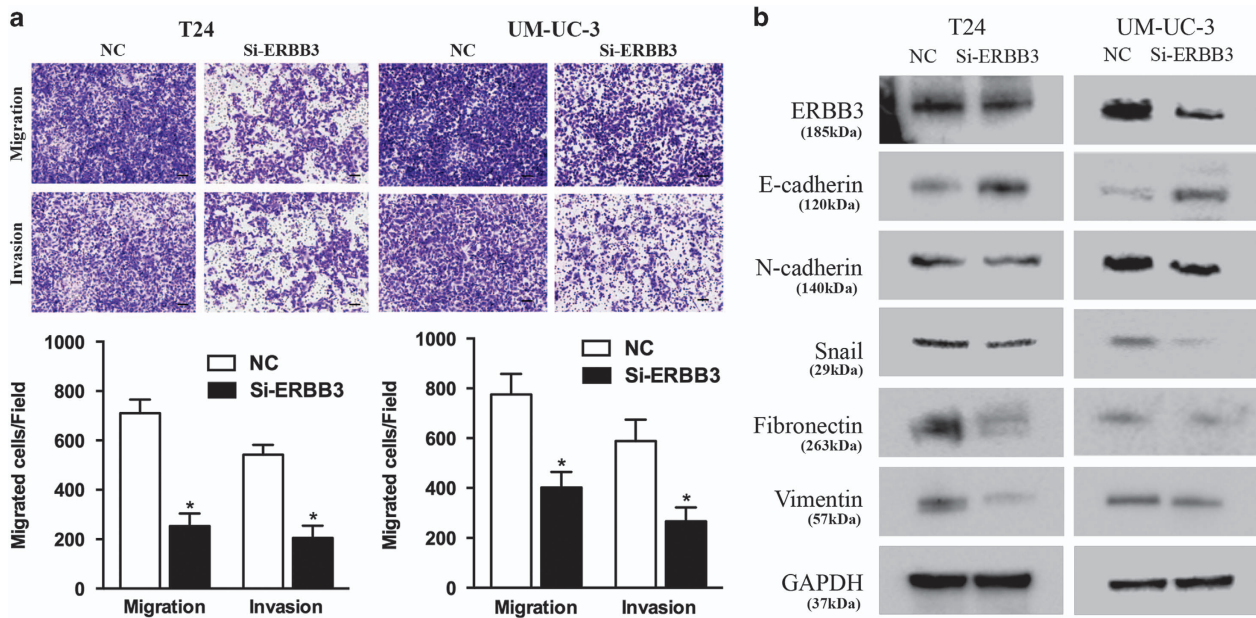 a
T24
UM-UC-3
NC
Si-ERBB3
NC
Si-ERBB3
Migration
Invasion
1000
800
600
400
200
0
Migrated cells/Field
NC
Si-ERBB3
*
*
Migration
Invasion
1000
800
600
400
200
0
Migrated cells/Field
NC
Si-ERBB3
*
*
Migration
Invasion
b
T24
UM-UC-3
NC
Si-ERBB3
NC
Si-ERBB3
ERBB3
(185kDa)
E-cadherin
(120kDa)
N-cadherin
(140kDa)
Snail
(29kDa)
Fibronectin
(263kDa)
Vimentin
(57kDa)
GAPDH
(37kDa)